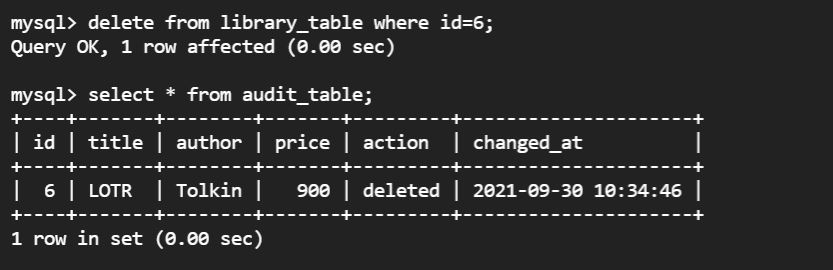 mysql> delete from library_table where id=6;
Query OK, 1 row affected (0.00 sec)
mysql> select * from audit_table;
+----+-------+--------+-------+---------+---------------------+
| id | title | author | price | action  | changed_at          |
+----+-------+--------+-------+---------+---------------------+
|  6 | LOTR  | Tolkin |   900 | deleted | 2021-09-30 10:34:46 |
+----+-------+--------+-------+---------+---------------------+
1 row in set (0.00 sec)